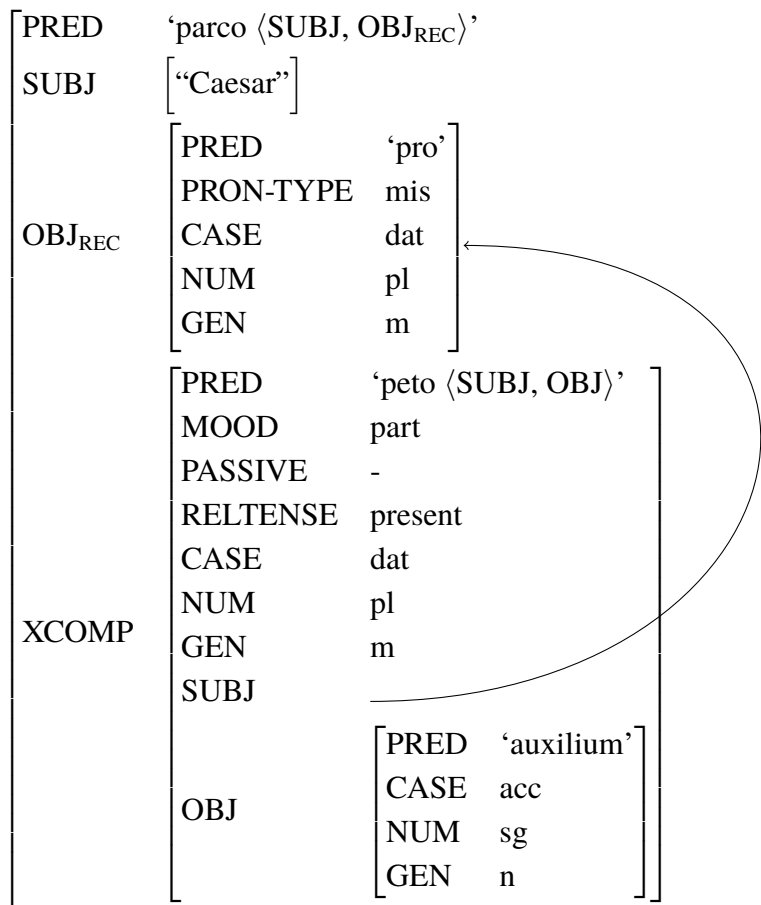 PRED ‘parco ⟨SUBJ, OBJREC⟩’
SUBJ [“Caesar”]
PRED ‘pro’
PRON-TYPE mis
OBJREC CASE dat
NUM pl
GEN m
PRED ‘peto ⟨SUBJ, OBJ⟩’
MOOD part
PASSIVE -
RELTENSE present
CASE dat
NUM pl
XCOMP GEN m
SUBJ
PRED ‘auxilium’
CASE acc
OBJ NUM sg
GEN n